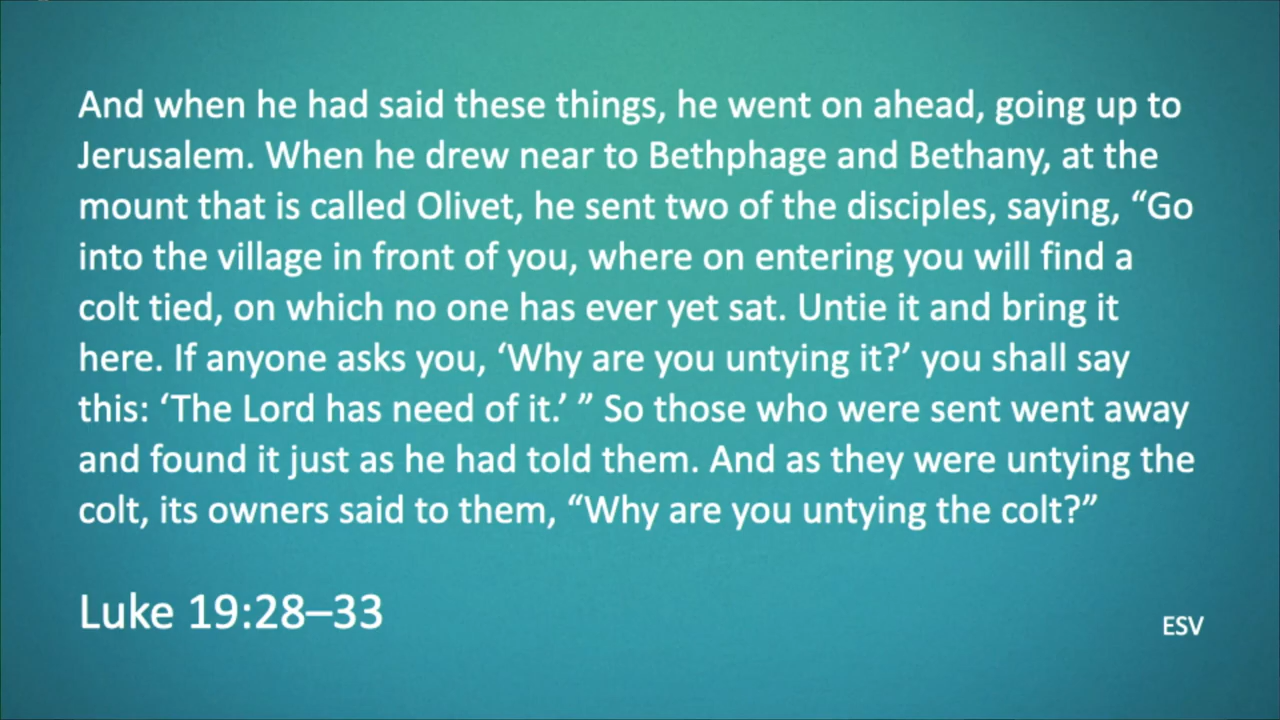 And when he had said these things, he went on ahead, going up to
Jerusalem. When he drew near to Bethphage and Bethany, at the
mount that is called Olivet, he sent two of the disciples, saying, “Go
into the village in front of you, where on entering you will find a
colt tied, on which no one has ever yet sat. Untie it and bring it
here. If anyone asks you, ‘Why are you untying it?’ you shall say
this: ‘The Lord has need of it.’ ” So those who were sent went away
and found it just as he had told them. And as they were untying the
colt, its owners said to them, “Why are you untying the colt?”
Luke 19:28–33
ESV